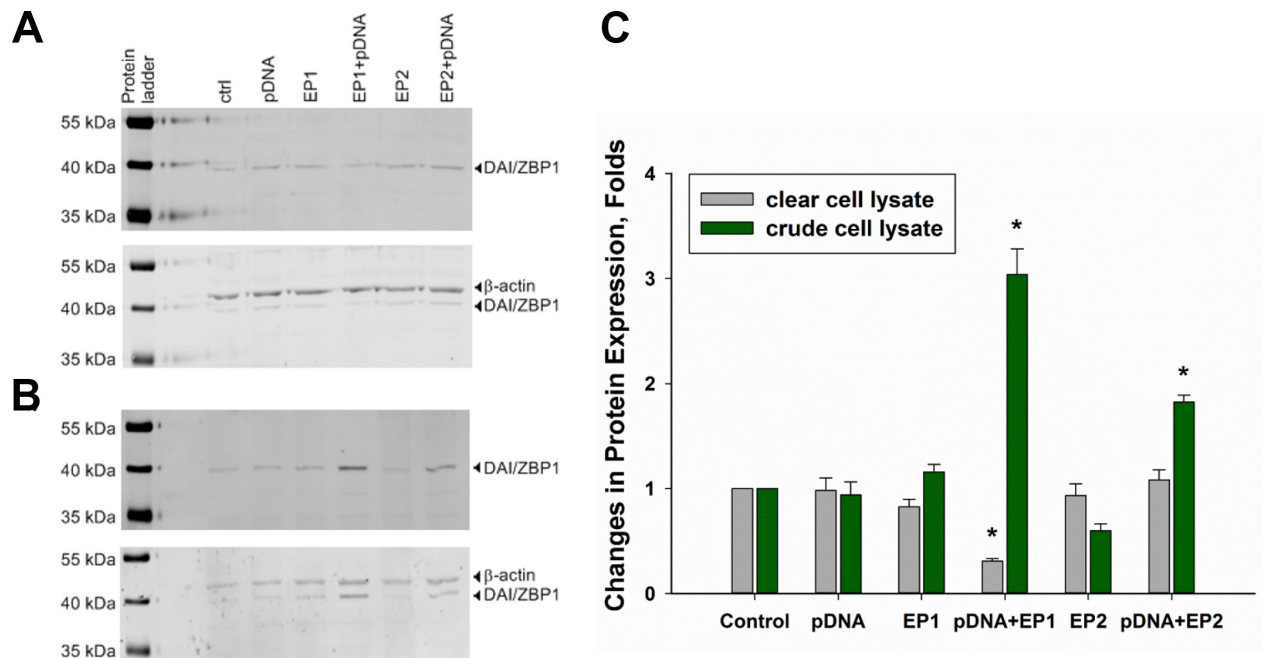 A
Protein
ladder
ctrl
pDNA
EP1
EP1+pDNA
EP2
EP2+pDNA
55 kDa
40 kDa
35 kDa
◄DAI/ZBP1
55 kDa
40 kDa
35 kDa
◄β-actin
◄DAI/ZBP1
B
55 kDa
40 kDa
35 kDa
◄DAI/ZBP1
55 kDa
40 kDa
35 kDa
◄β-actin
◄DAI/ZBP1
C
Changes in Protein Expression, Folds
4
3
2
1
0
clear cell lysate
crude cell lysate
*
*
*
Control pDNA EP1 pDNA+EP1 EP2 pDNA+EP2